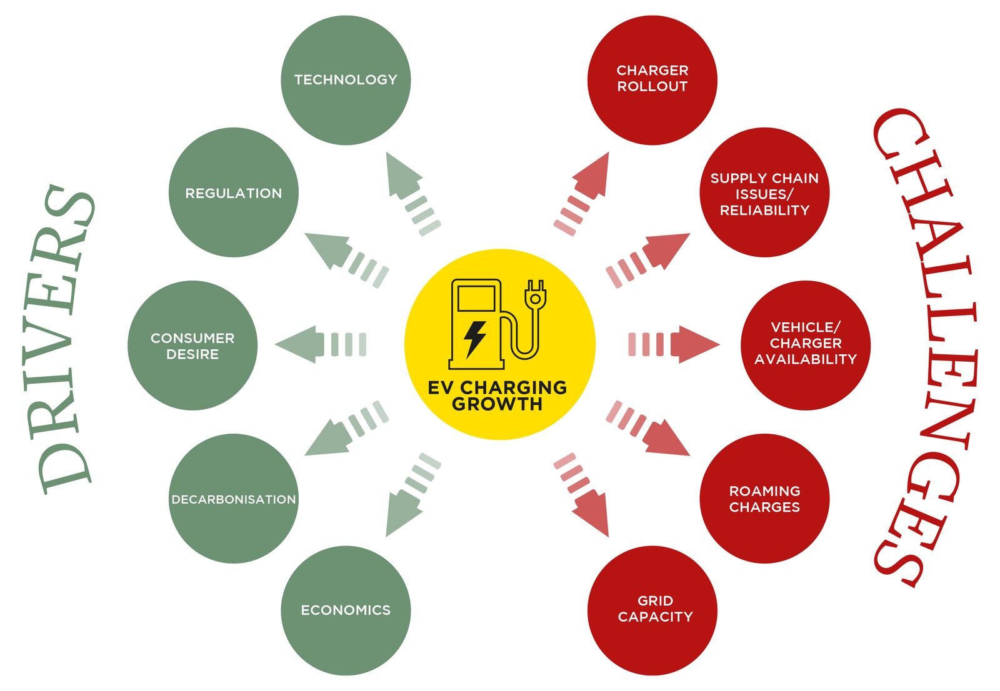 DRIVERS
TECHNOLOGY
REGULATION
CONSUMER
DESIRE
DECARBONISATION
ECONOMICS
EV CHARGING
GROWTH
CHARGER
ROLLOUT
SUPPLY CHAIN
ISSUES/
RELIABILITY
VEHICLE/
CHARGER
AVAILABILITY
ROAMING
CHARGES
GRID
CAPACITY
CHALLENGES